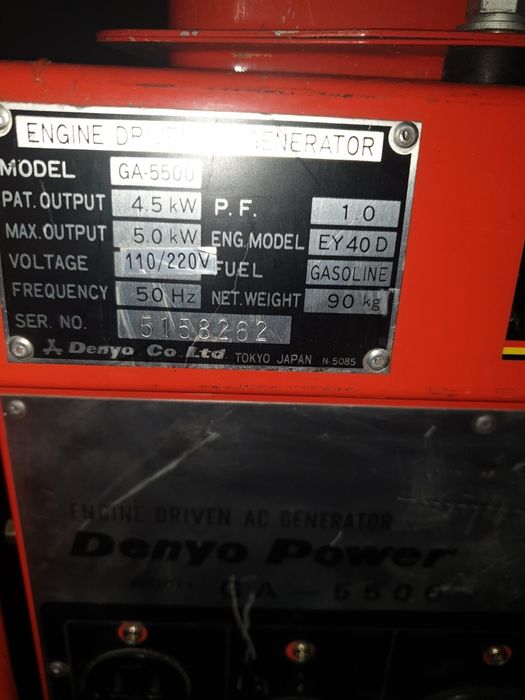 ENGINE DRIVEN GENERATOR
MODEL GA-5500
PAT. OUTPUT 4.5 kW P.F. 1.0
MAX. OUTPUT 5.0 kW ENG. MODEL EY40D
VOLTAGE 110/220V FUEL GASOLINE
FREQUENCY 50 Hz NET. WEIGHT 90 kg
SER. NO. 5158262
Denyo Co., Ltd. TOKYO JAPAN N-5085
ENGINE DRIVEN AC GENERATOR
Denyo Power
MODEL GA-5500